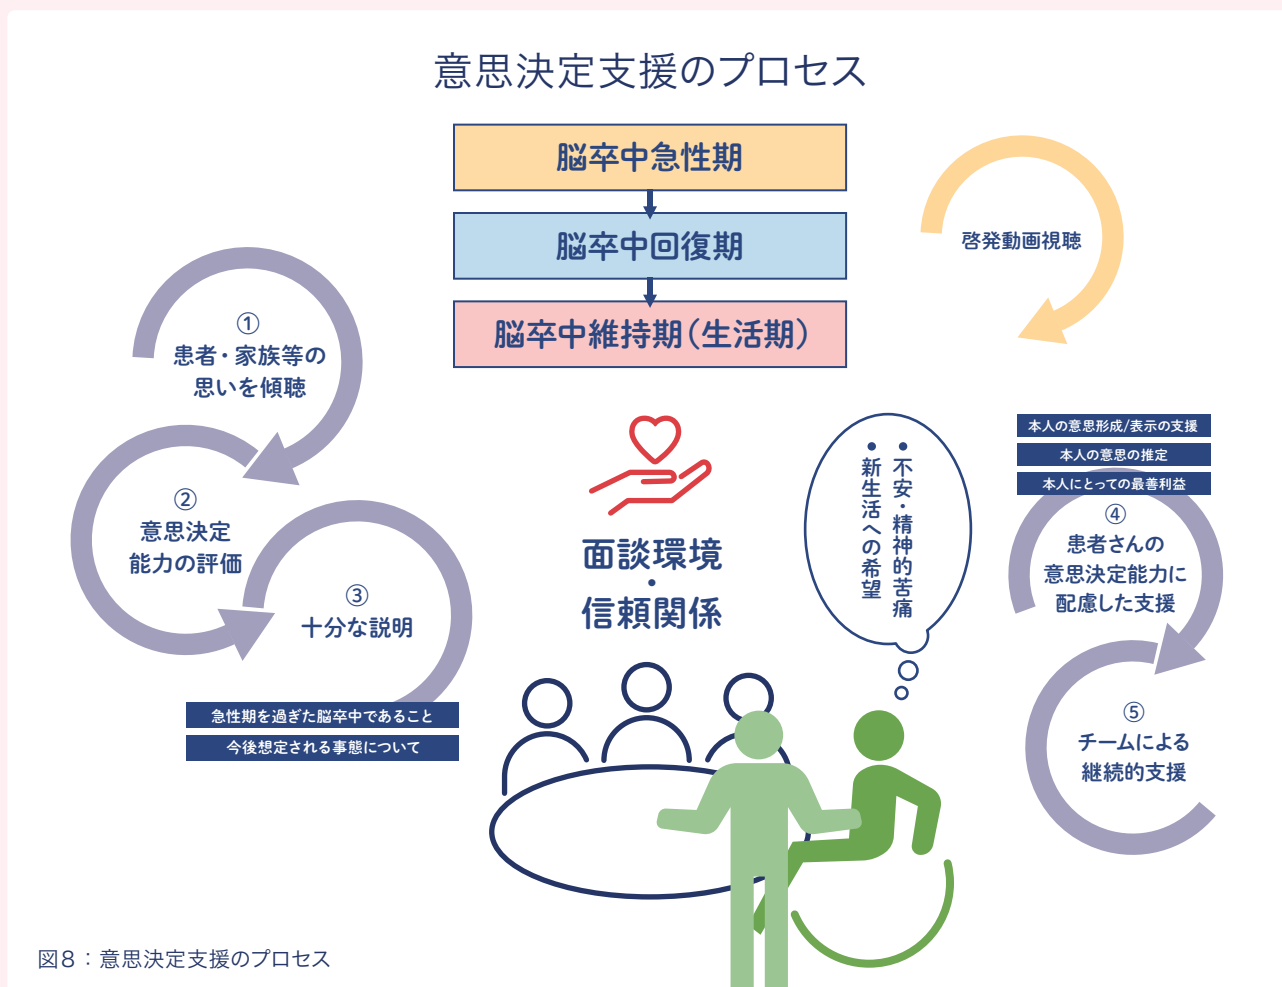 意思決定支援のプロセス
脳卒中急性期
脳卒中回復期
脳卒中維持期(生活期)
啓発動画視聴
①
患者・家族等の
思いを傾聴
②
意思決定
能力の評価
③
十分な説明
急性期を過ぎた脳卒中であること
今後想定される事態について
面談環境
・
信頼関係
• 不安・精神的苦痛
• 新生活への希望
本人の意思形成/表示の支援
本人の意思の推定
本人にとっての最善利益
④
患者さんの
意思決定能力に
配慮した支援
⑤
チームによる
継続的支援
図8：意思決定支援のプロセス